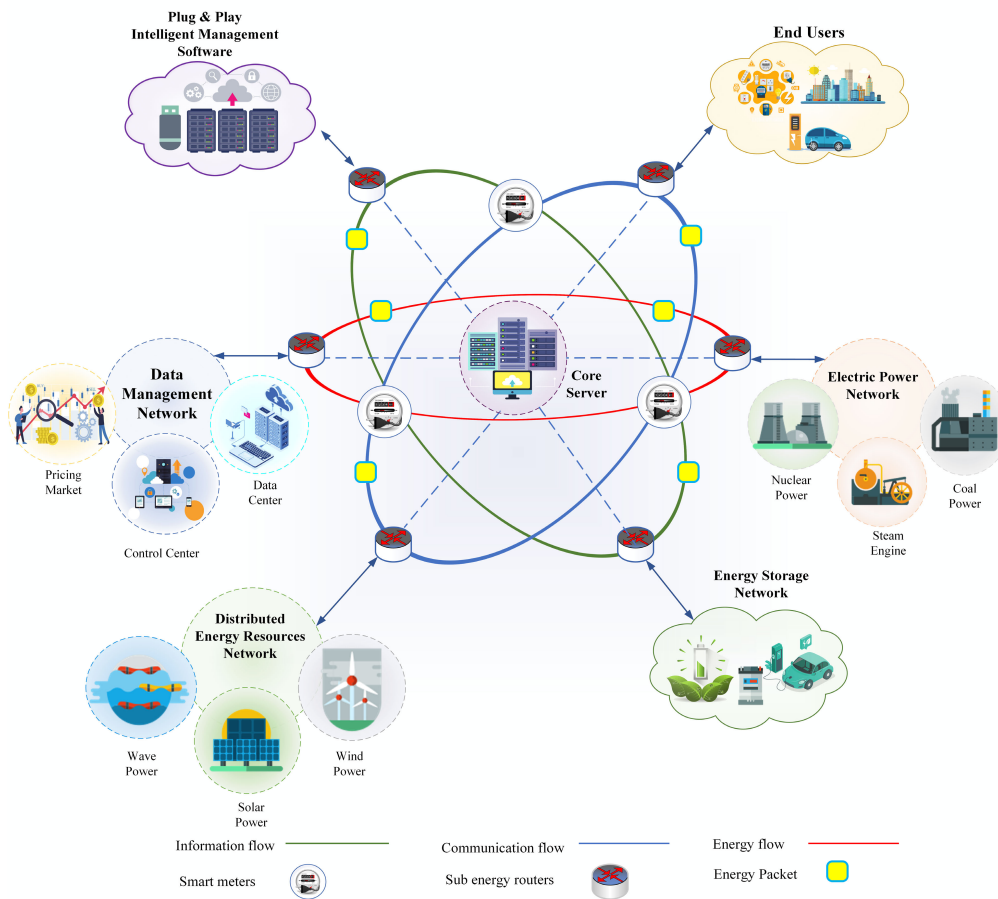 Plug & Play
Intelligent Management
Software
End Users
Core
Server
Data
Management
Network
Pricing
Market
Control Center
Data
Center
Electric Power
Network
Nuclear
Power
Steam
Engine
Coal
Power
Energy Storage
Network
Distributed
Energy Resources
Network
Wave
Power
Solar
Power
Wind
Power
Information flow
Communication flow
Energy flow
Smart meters
Sub energy routers
Energy Packet